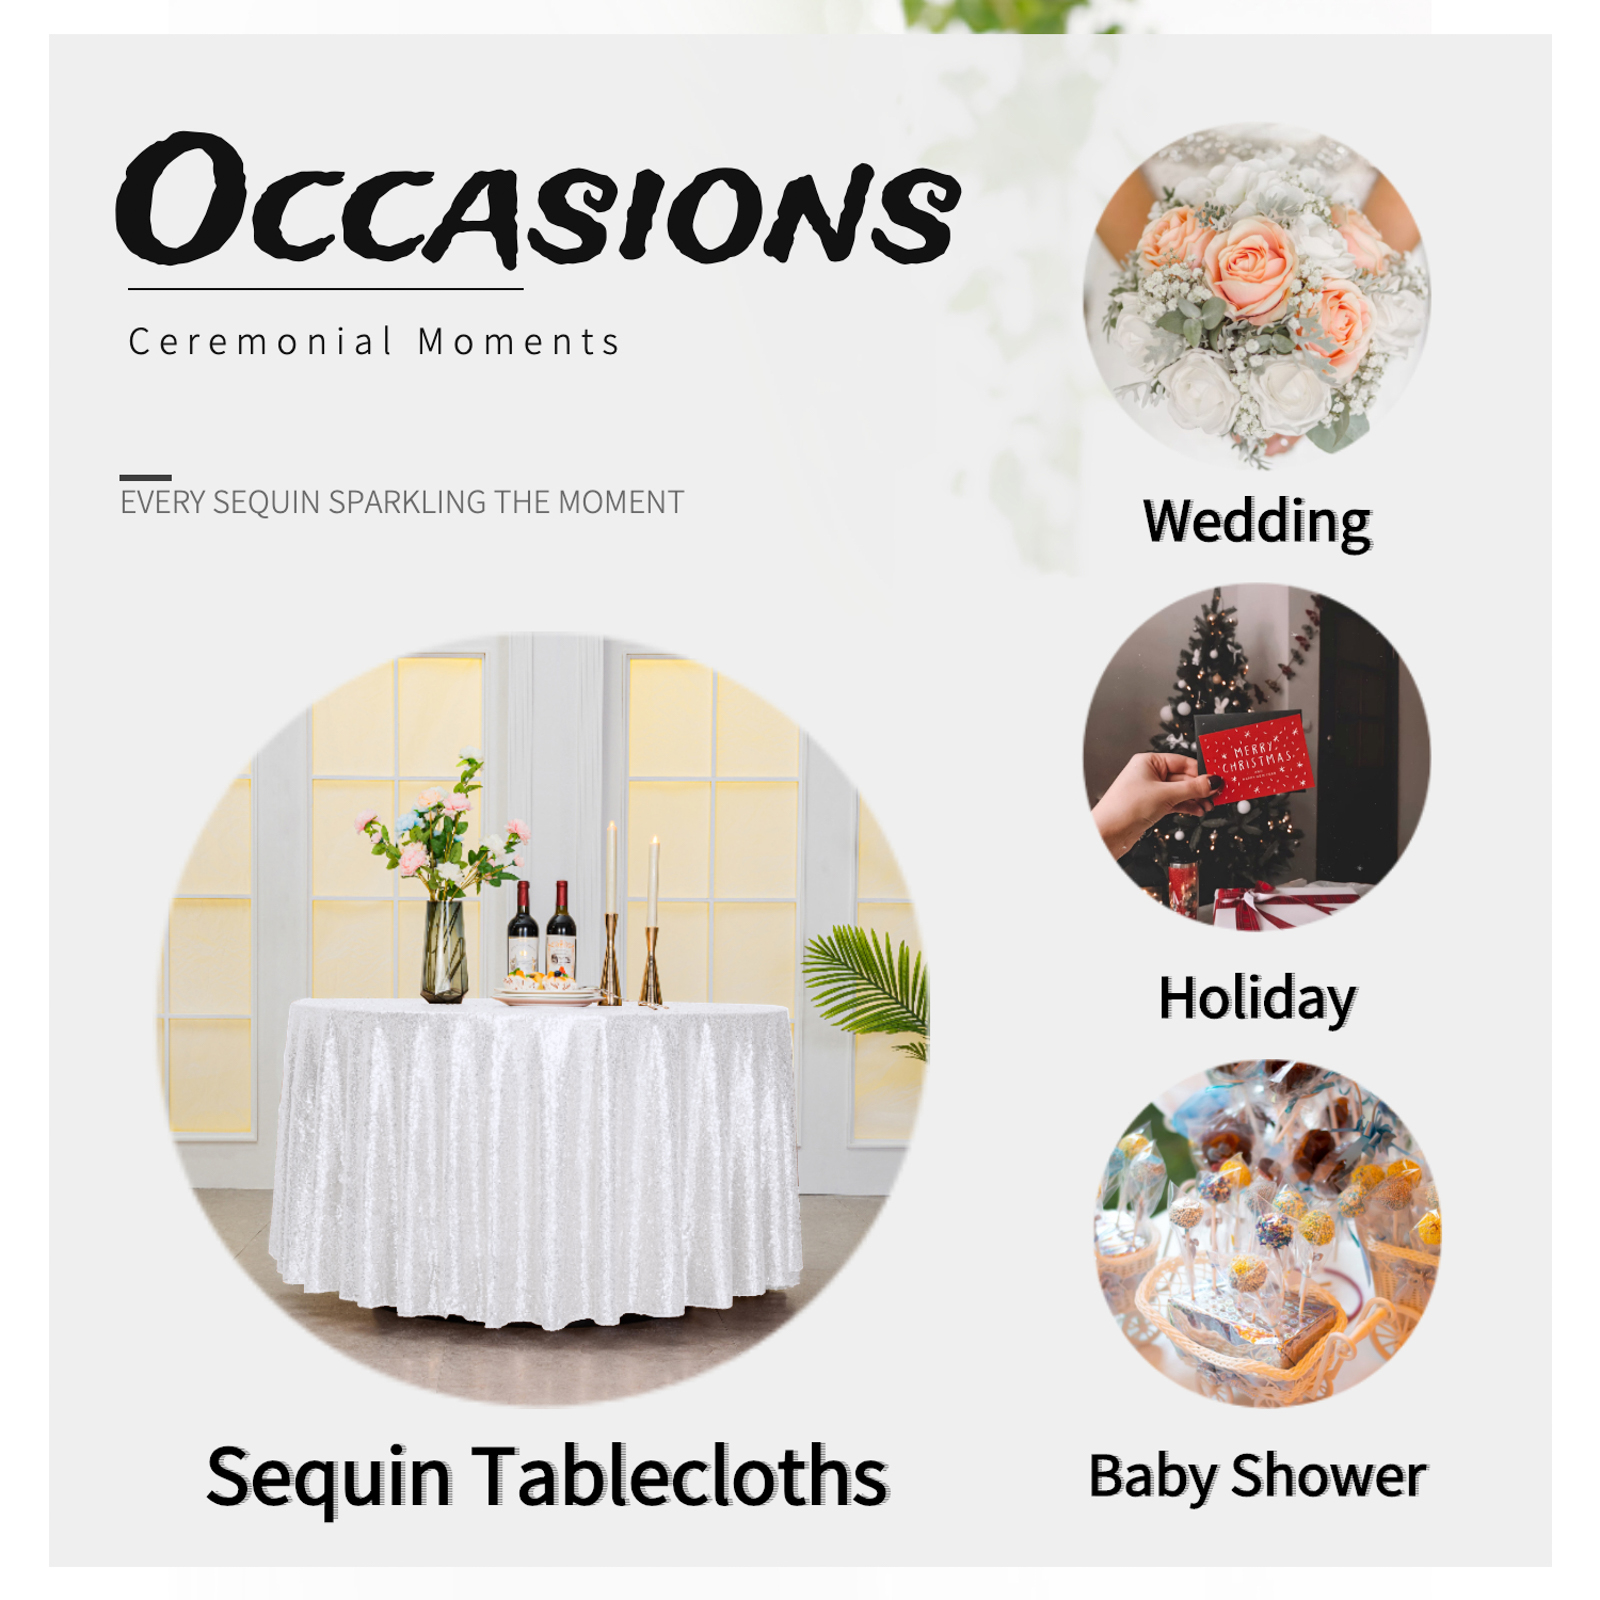 OCCASIONS
Ceremonial Moments
EVERY SEQUIN SPARKLING THE MOMENT
Wedding
MERRY
CHRISTMAS
Holiday
Sequin Tablecloths
Baby Shower